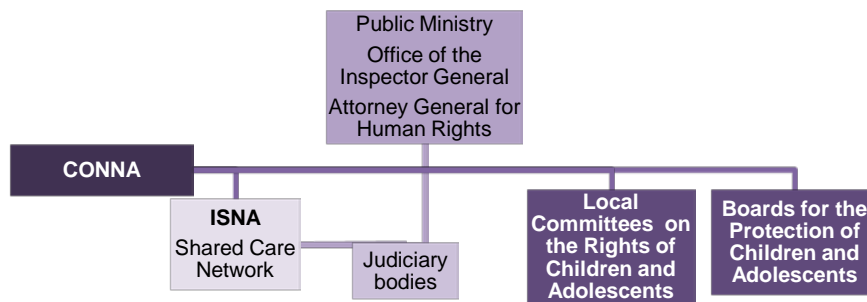 Public Ministry
Office of the
Inspector General
Attorney General for
Human Rights
CONNA
ISNA
Shared Care
Network
Judiciary
bodies
Local
Committees on
the Rights of
Children and
Adolescents
Boards for the
Protection of
Children and
Adolescents